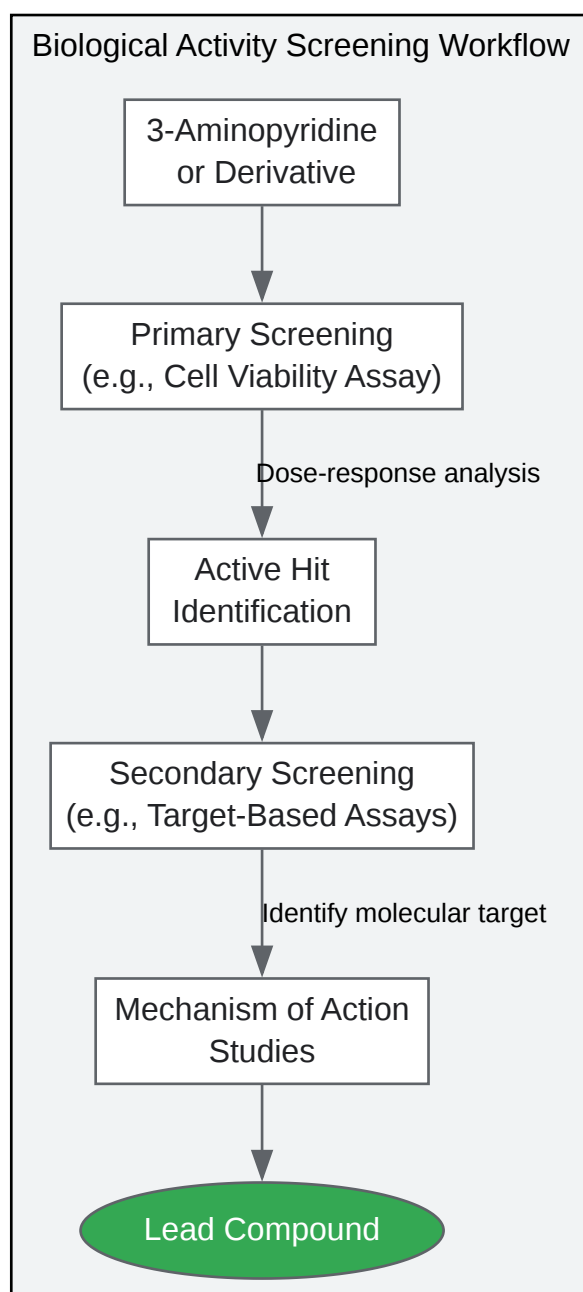 Biological Activity Screening Workflow
3-Aminopyridine
or Derivative
Primary Screening
(e.g., Cell Viability Assay)
Dose-response analysis
Active Hit
Identification
Secondary Screening
(e.g., Target-Based Assays)
Identify molecular target
Mechanism of Action
Studies
Lead Compound